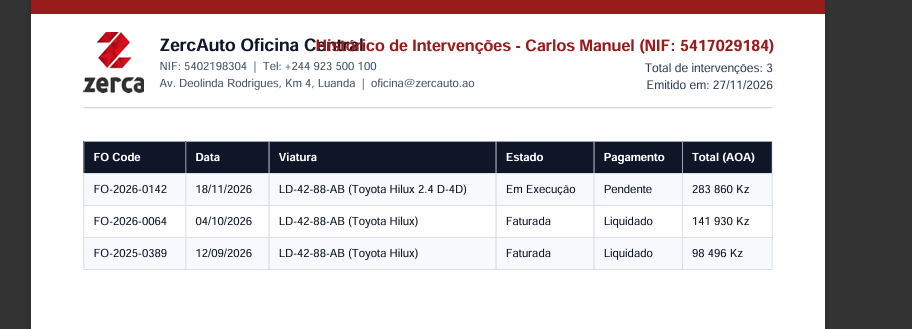 zerca
ZercAuto Oficina Central
Histórico de Intervenções - Carlos Manuel (NIF: 5417029184)
NIF: 5402198304 | Tel: +244 923 500 100
Total de intervenções: 3
Av. Deolinda Rodrigues, Km 4, Luanda | oficina@zercauto.ao
Emitido em: 27/11/2026
FO Code Data Viatura Estado Pagamento Total (AOA)
FO-2026-0142 18/11/2026 LD-42-88-AB (Toyota Hilux 2.4 D-4D) Em Execução Pendente 283 860 Kz
FO-2026-0064 04/10/2026 LD-42-88-AB (Toyota Hilux) Faturada Liquidado 141 930 Kz
FO-2025-0389 12/09/2026 LD-42-88-AB (Toyota Hilux) Faturada Liquidado 98 496 Kz